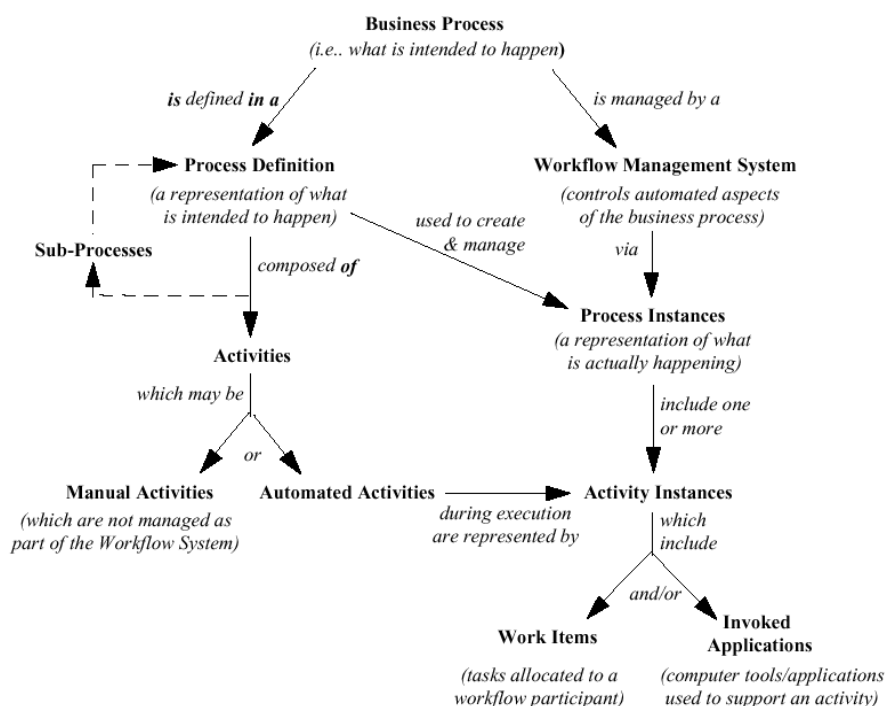 Business Process
(i.e.. what is intended to happen)
is defined in a
is managed by a
Process Definition
(a representation of what
is intended to happen)
Workflow Management System
(controls automated aspects
of the business process)
used to create
& manage
via
Sub-Processes
composed of
Process Instances
(a representation of what
is actually happening)
Activities
which may be
or
include one
or more
Manual Activities
(which are not managed as
part of the Workflow System)
Automated Activities
during execution
are represented by
Activity Instances
which
include
and/or
Work Items
(tasks allocated to a
workflow participant)
Invoked
Applications
(computer tools/applications
used to support an activity)